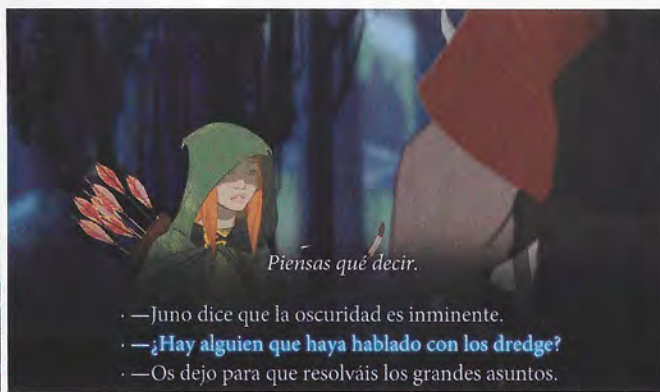 Piensas qué decir.
· —Juno dice que la oscuridad es inminente.
· —¿Hay alguien que haya hablado con los dredge?
· —Os dejo para que resolváis los grandes asuntos.